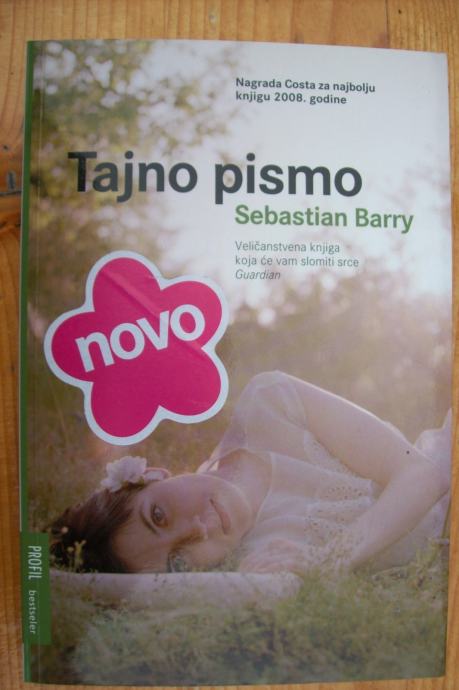 Nagrada Costa za najbolju
knjigu 2008. godine
Tajno pismo
Sebastian Barry
Veličanstvena knjiga
koja će vam slomiti srce
Guardian
novo
PROFIL bestseler